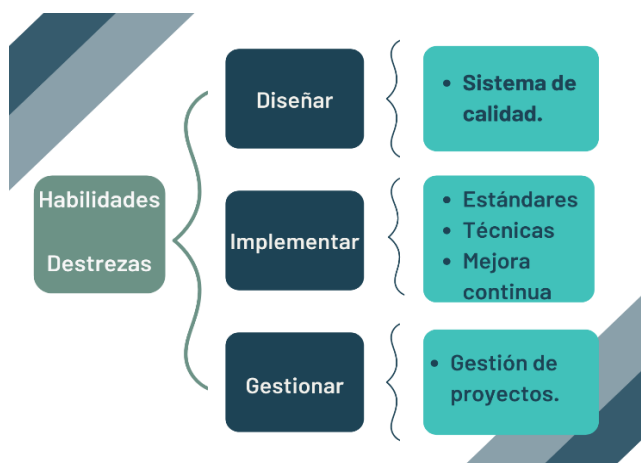 Habilidades
Destrezas
Diseñar
• Sistema de
calidad.
Implementar
• Estándares
• Técnicas
• Mejora
continua
Gestionar
• Gestión de
proyectos.